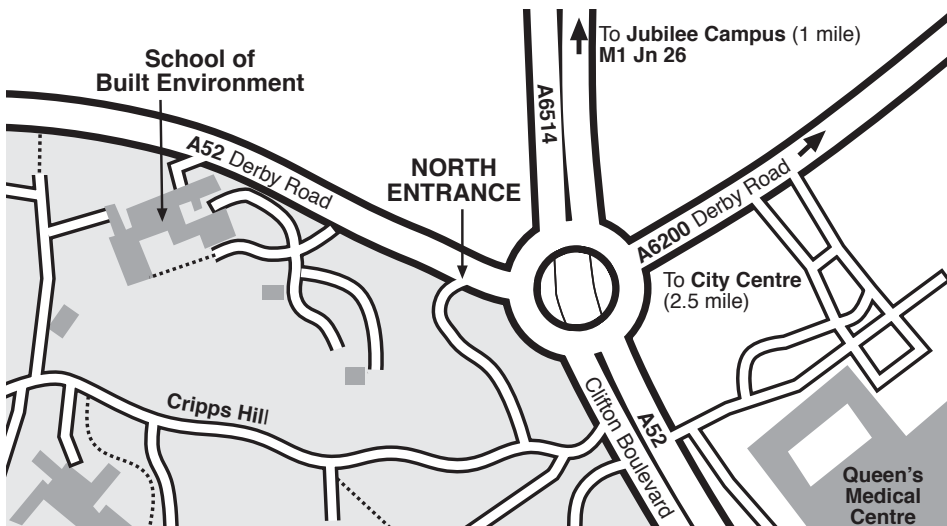 To Jubilee Campus (1 mile)
M1 Jn 26
School of
Built Environment
A6514
A52 Derby Road
NORTH
ENTRANCE
A6200 Derby Road
To City Centre
(2.5 mile)
Cripps Hill
Clifton Boulevard
A52
Queen's
Medical
Centre